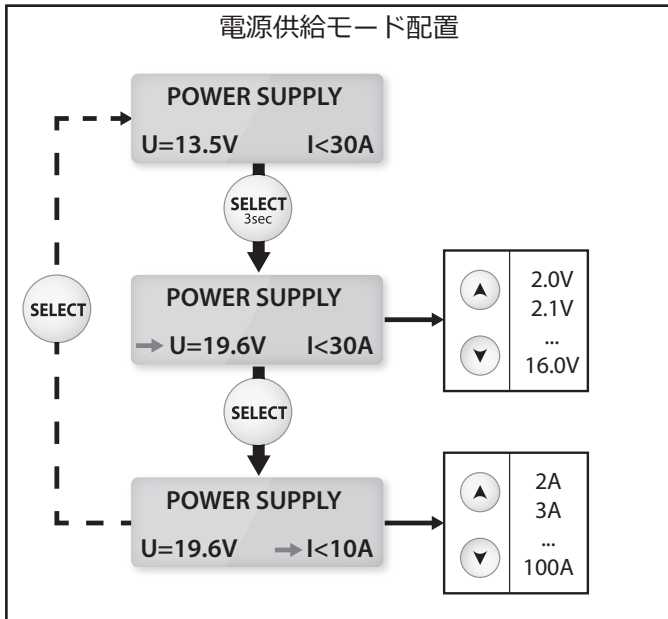 電源供給モード配置
POWER SUPPLY
U=13.5V I<30A
SELECT
3sec
POWER SUPPLY
→ U=19.6V I<30A
2.0V
2.1V
...
16.0V
SELECT
SELECT
POWER SUPPLY
U=19.6V → I<10A
2A
3A
...
100A